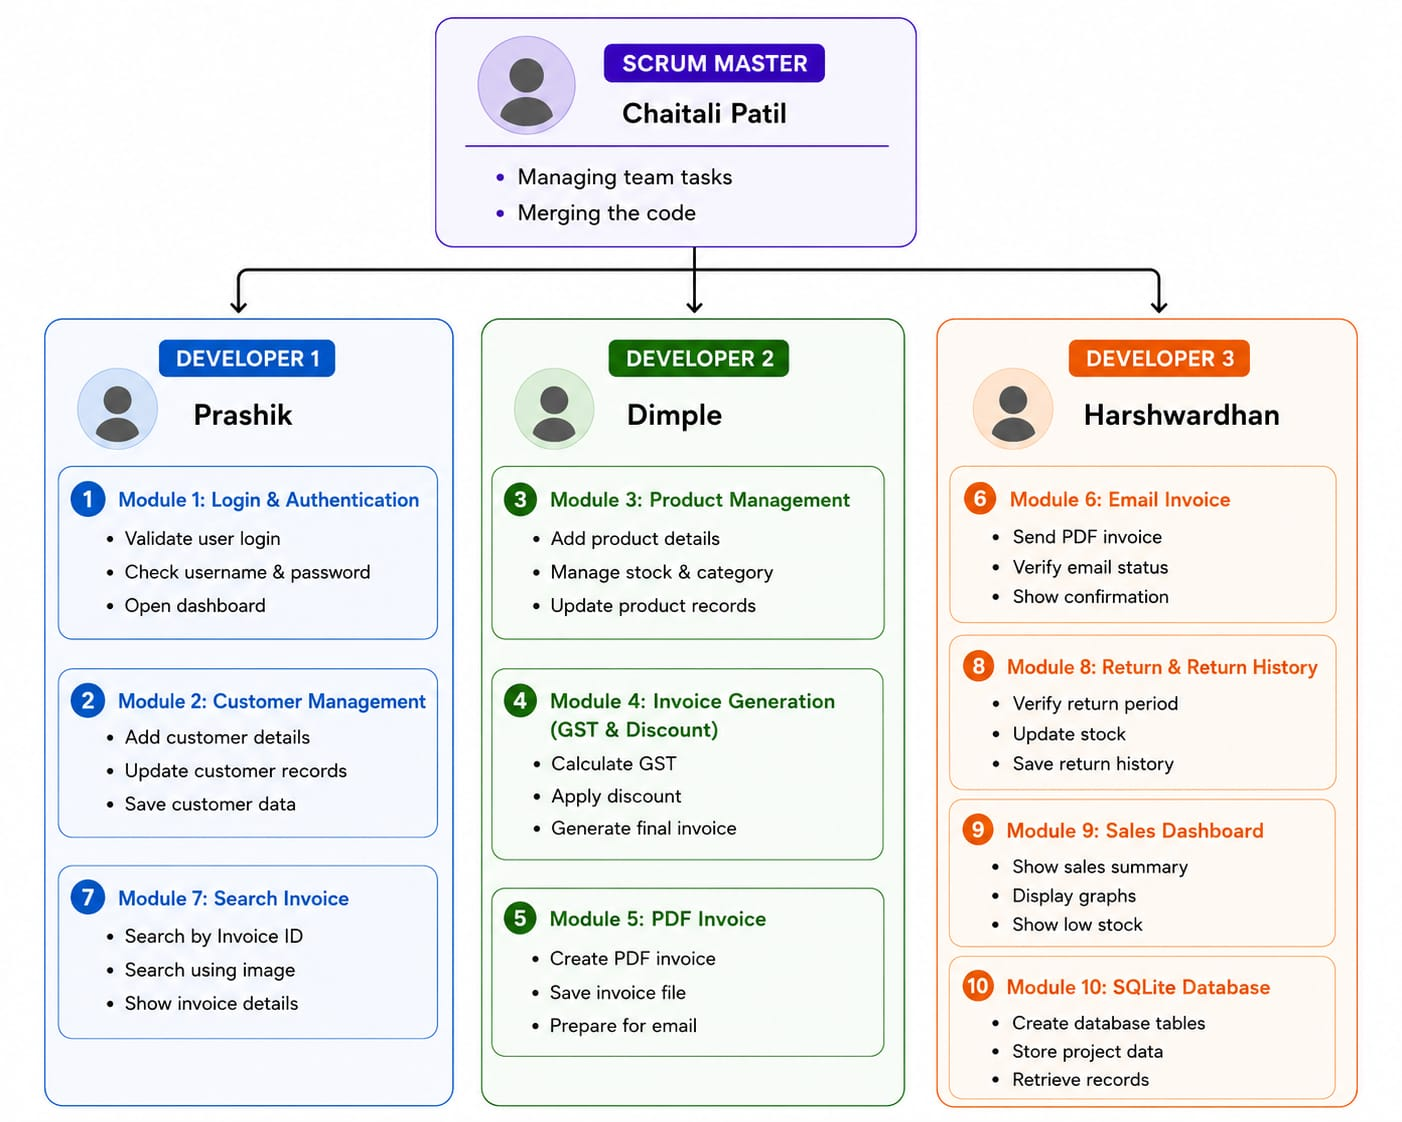 SCRUM MASTER
Chaitali Patil
• Managing team tasks
• Merging the code
DEVELOPER 1
Prashik
1 Module 1: Login & Authentication
• Validate user login
• Check username & password
• Open dashboard
2 Module 2: Customer Management
• Add customer details
• Update customer records
• Save customer data
7 Module 7: Search Invoice
• Search by Invoice ID
• Search using image
• Show invoice details
DEVELOPER 2
Dimple
3 Module 3: Product Management
• Add product details
• Manage stock & category
• Update product records
4 Module 4: Invoice Generation
(GST & Discount)
• Calculate GST
• Apply discount
• Generate final invoice
5 Module 5: PDF Invoice
• Create PDF invoice
• Save invoice file
• Prepare for email
DEVELOPER 3
Harshwardhan
6 Module 6: Email Invoice
• Send PDF invoice
• Verify email status
• Show confirmation
8 Module 8: Return & Return History
• Verify return period
• Update stock
• Save return history
9 Module 9: Sales Dashboard
• Show sales summary
• Display graphs
• Show low stock
10 Module 10: SQLite Database
• Create database tables
• Store project data
• Retrieve records